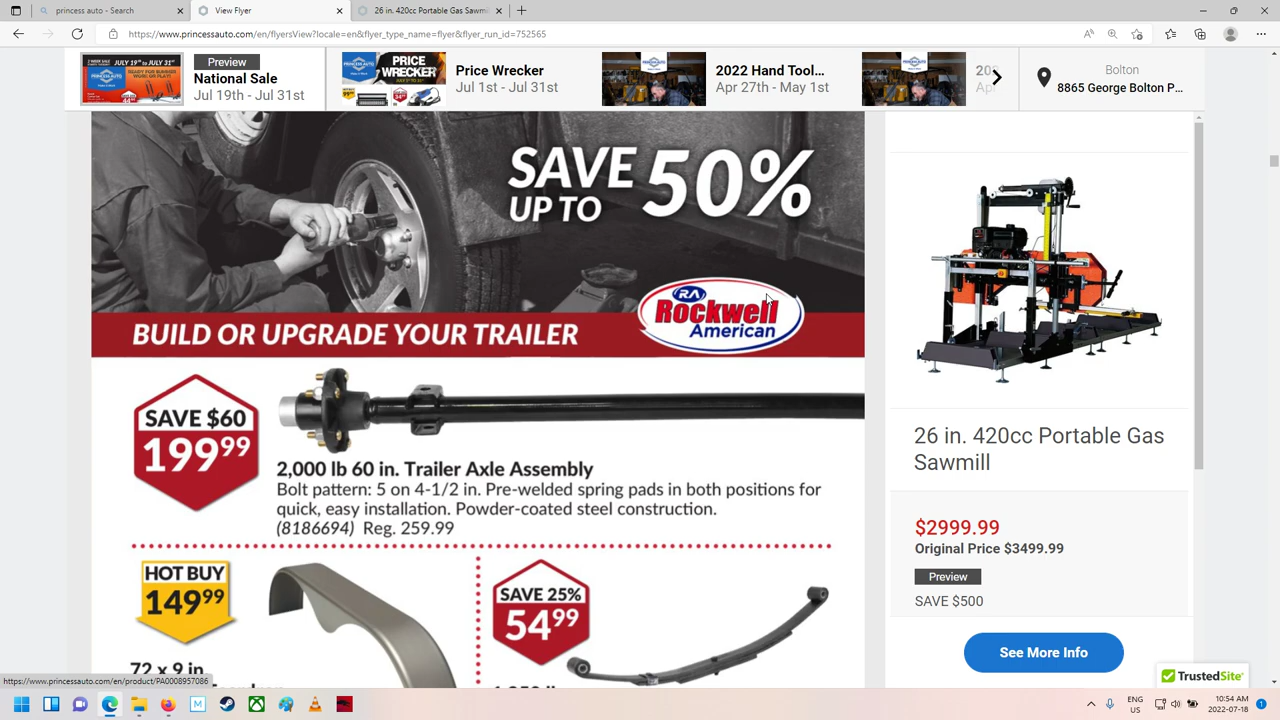 princess auto - Search
View Flyer
26 in. 420cc Portable Gas Sawmi
https://www.princessauto.com/en/flyersView?locale=en&flyer_type_name=flyer&flyer_run_id=752565
Preview
National Sale
Jul 19th - Jul 31st
Price Wrecker
Jul 1st - Jul 31st
2022 Hand Tool...
Apr 27th - May 1st
Bolton
8865 George Bolton P...
SAVE UP TO 50%
BUILD OR UPGRADE YOUR TRAILER
RA
Rockwell
American
SAVE $60
199 99
2,000 lb 60 in. Trailer Axle Assembly
Bolt pattern: 5 on 4-1/2 in. Pre-welded spring pads in both positions for
quick, easy installation. Powder-coated steel construction.
(8186694) Reg. 259.99
HOT BUY
149 99
72 x 9 in.
SAVE 25%
54 99
26 in. 420cc Portable Gas
Sawmill
$2999.99
Original Price $3499.99
Preview
SAVE $500
See More Info
TrustedSite
https://www.princessauto.com/en/product/PA0008957086
ENG
US
10:54 AM
2022-07-18